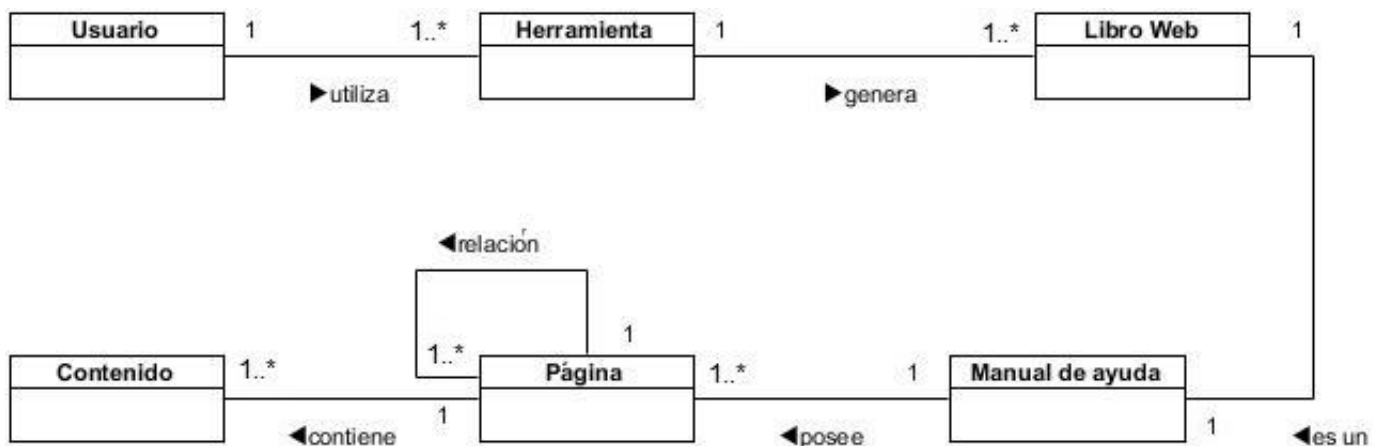 Usuario 1 1..* Herramienta 1 1..* Libro Web 1
▶utiliza ▶genera
◀relación
1
1..*
Contenido 1..* Página 1..* 1 Manual de ayuda
1 1
◀contiene ◀posee ◀es un